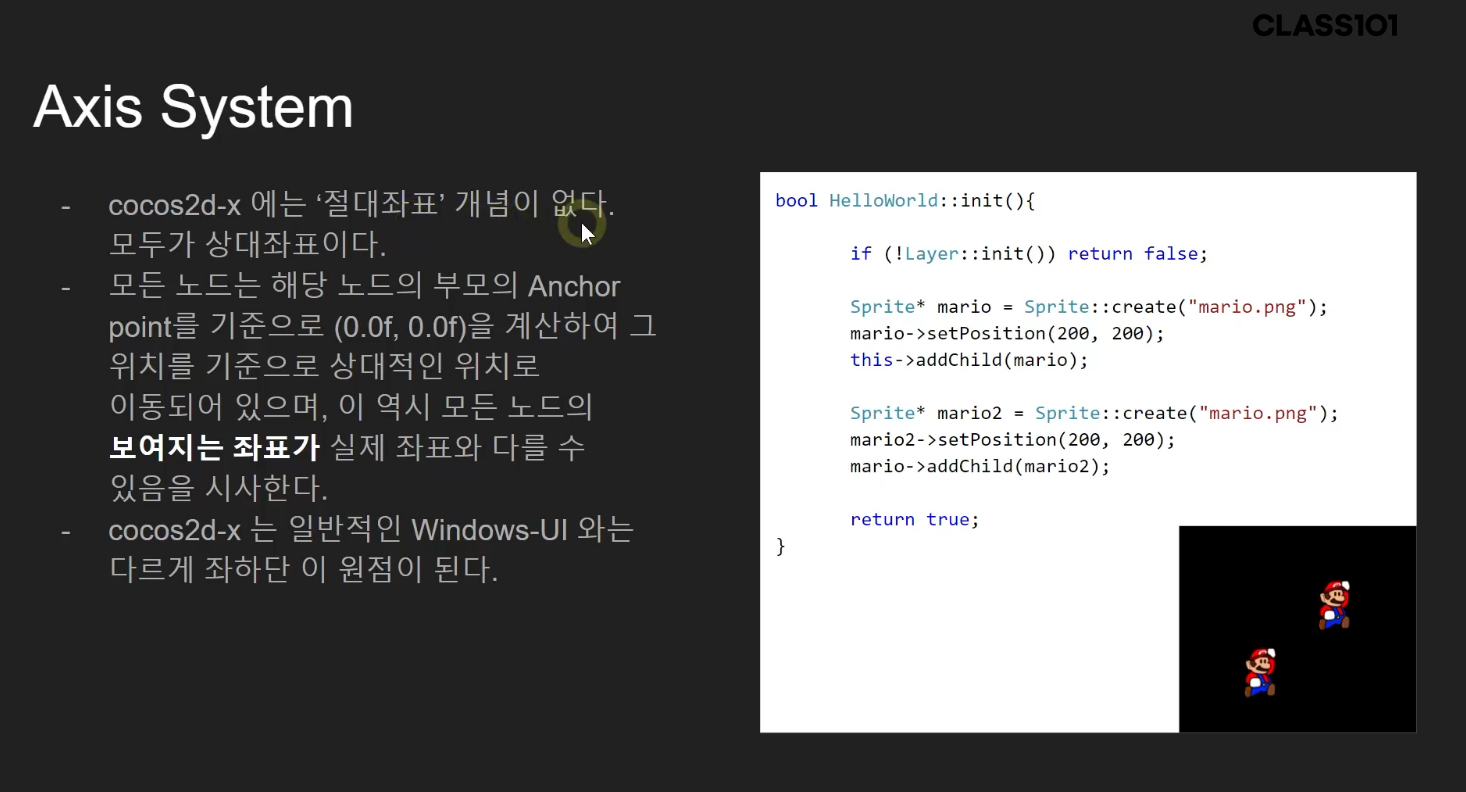 CLASS101
Axis System
- cocos2d-x 에는 ‘절대좌표’ 개념이 없다.
모두가 상대좌표이다.
- 모든 노드는 해당 노드의 부모의 Anchor
point를 기준으로 (0.0f, 0.0f)을 계산하여 그
위치를 기준으로 상대적인 위치로
이동되어 있으며, 이 역시 모든 노드의
보여지는 좌표가 실제 좌표와 다를 수
있음을 시사한다.
- cocos2d-x 는 일반적인 Windows-UI 와는
다르게 좌하단 이 원점이 된다.
bool HelloWorld::init(){
if (!Layer::init()) return false;
Sprite* mario = Sprite::create("mario.png");
mario->setPosition(200, 200);
this->addChild(mario);
Sprite* mario2 = Sprite::create("mario.png");
mario2->setPosition(200, 200);
mario->addChild(mario2);
return true;
}